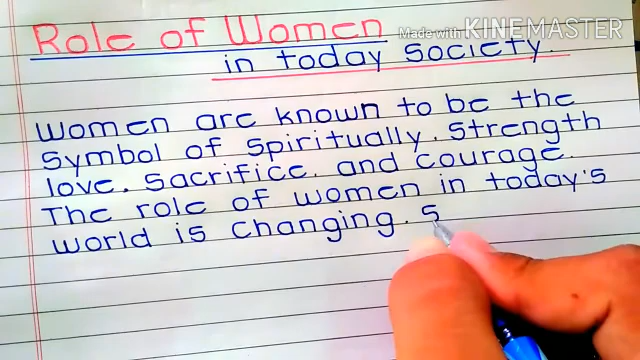 Role of Women
Made with KINEMASTER
in today society.
Women are known to be the
symbol of spiritually. strength
love. sacrifice. and courage.
The role of women in today's
world is changing. S